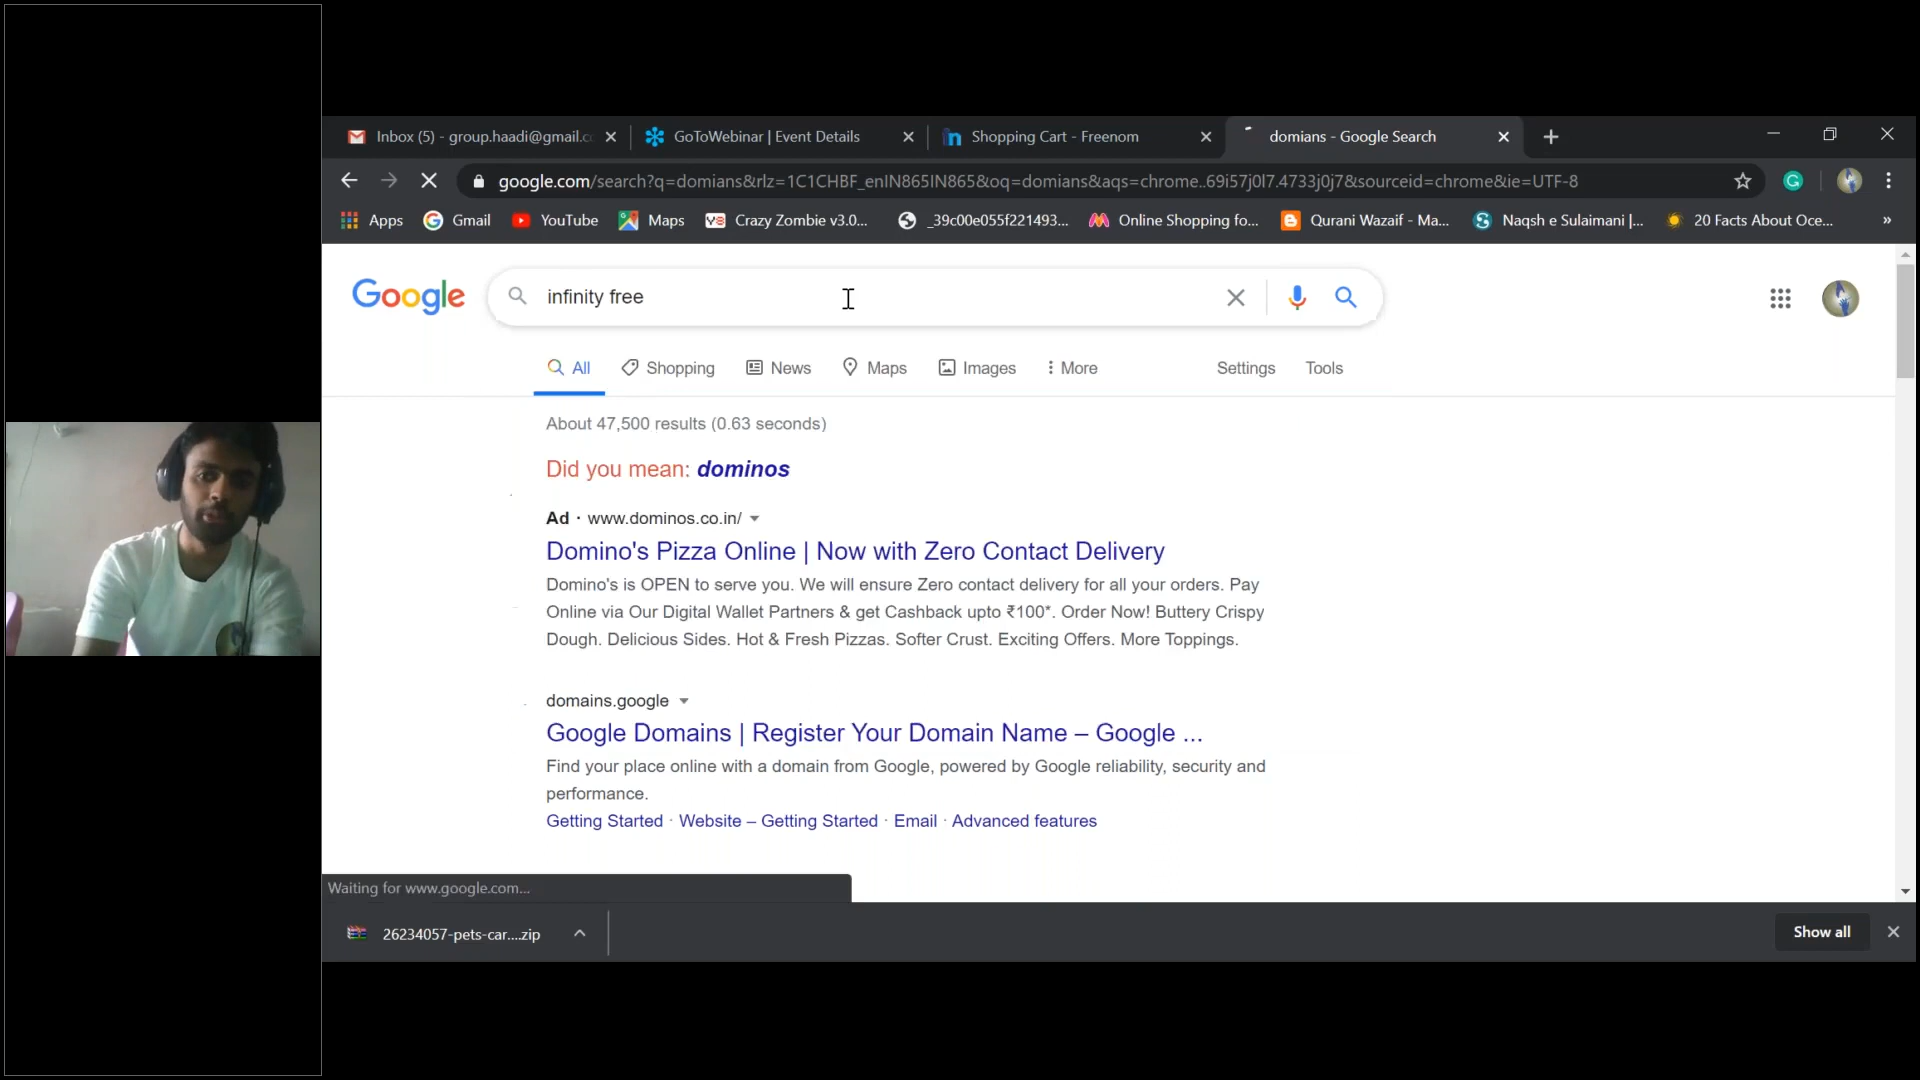 Inbox (5) - group.haadi@gmail.c
GoToWebinar | Event Details
Shopping Cart - Freenom
domians - Google Search
google.com/search?q=domians&rlz=1C1CHBF_enIN865IN865&oq=domians&aqs=chrome..69i57j0l7.4733j0j7&sourceid=chrome&ie=UTF-8
Apps
Gmail
YouTube
Maps
Crazy Zombie v3.0...
_39c00e055f221493...
Online Shopping fo...
Qurani Wazaif - Ma...
Naqsh e Sulaimani |...
20 Facts About Oce...
»
Google
infinity free
All
Shopping
News
Maps
Images
More
Settings
Tools
About 47,500 results (0.63 seconds)
Did you mean: dominos
Ad · www.dominos.co.in/
Domino's Pizza Online | Now with Zero Contact Delivery
Domino's is OPEN to serve you. We will ensure Zero contact delivery for all your orders. Pay
Online via Our Digital Wallet Partners & get Cashback upto ₹100*. Order Now! Buttery Crispy
Dough. Delicious Sides. Hot & Fresh Pizzas. Softer Crust. Exciting Offers. More Toppings.
domains.google
Google Domains | Register Your Domain Name – Google ...
Find your place online with a domain from Google, powered by Google reliability, security and
performance.
Getting Started · Website – Getting Started · Email · Advanced features
Waiting for www.google.com...
26234057-pets-car....zip
Show all